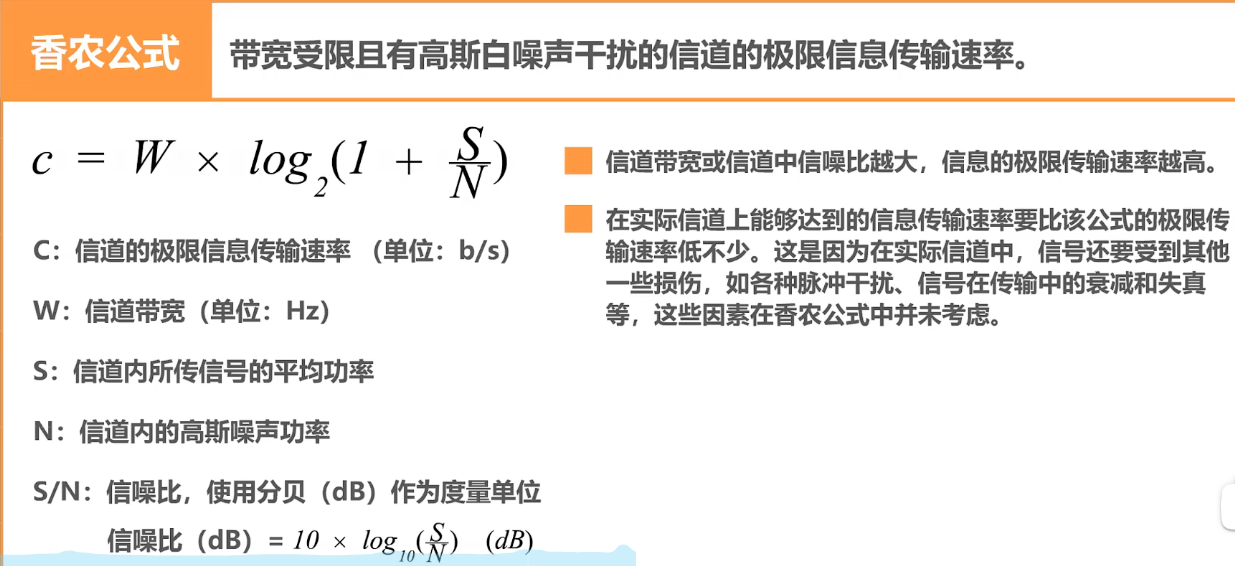 香农公式
带宽受限且有高斯白噪声干扰的信道的极限信息传输速率。
c = W × log₂(1 + S/N)
C：信道的极限信息传输速率 （单位：b/s）
W：信道带宽（单位：Hz）
S：信道内所传信号的平均功率
N：信道内的高斯噪声功率
S/N：信噪比，使用分贝（dB）作为度量单位
信噪比（dB）= 10 × log₁₀(S/N) (dB)
信道带宽或信道中信噪比越大，信息的极限传输速率越高。
在实际信道上能够达到的信息传输速率要比该公式的极限传
输速率低不少。这是因为在实际信道中，信号还要受到其他
一些损伤，如各种脉冲干扰、信号在传输中的衰减和失真
等，这些因素在香农公式中并未考虑。